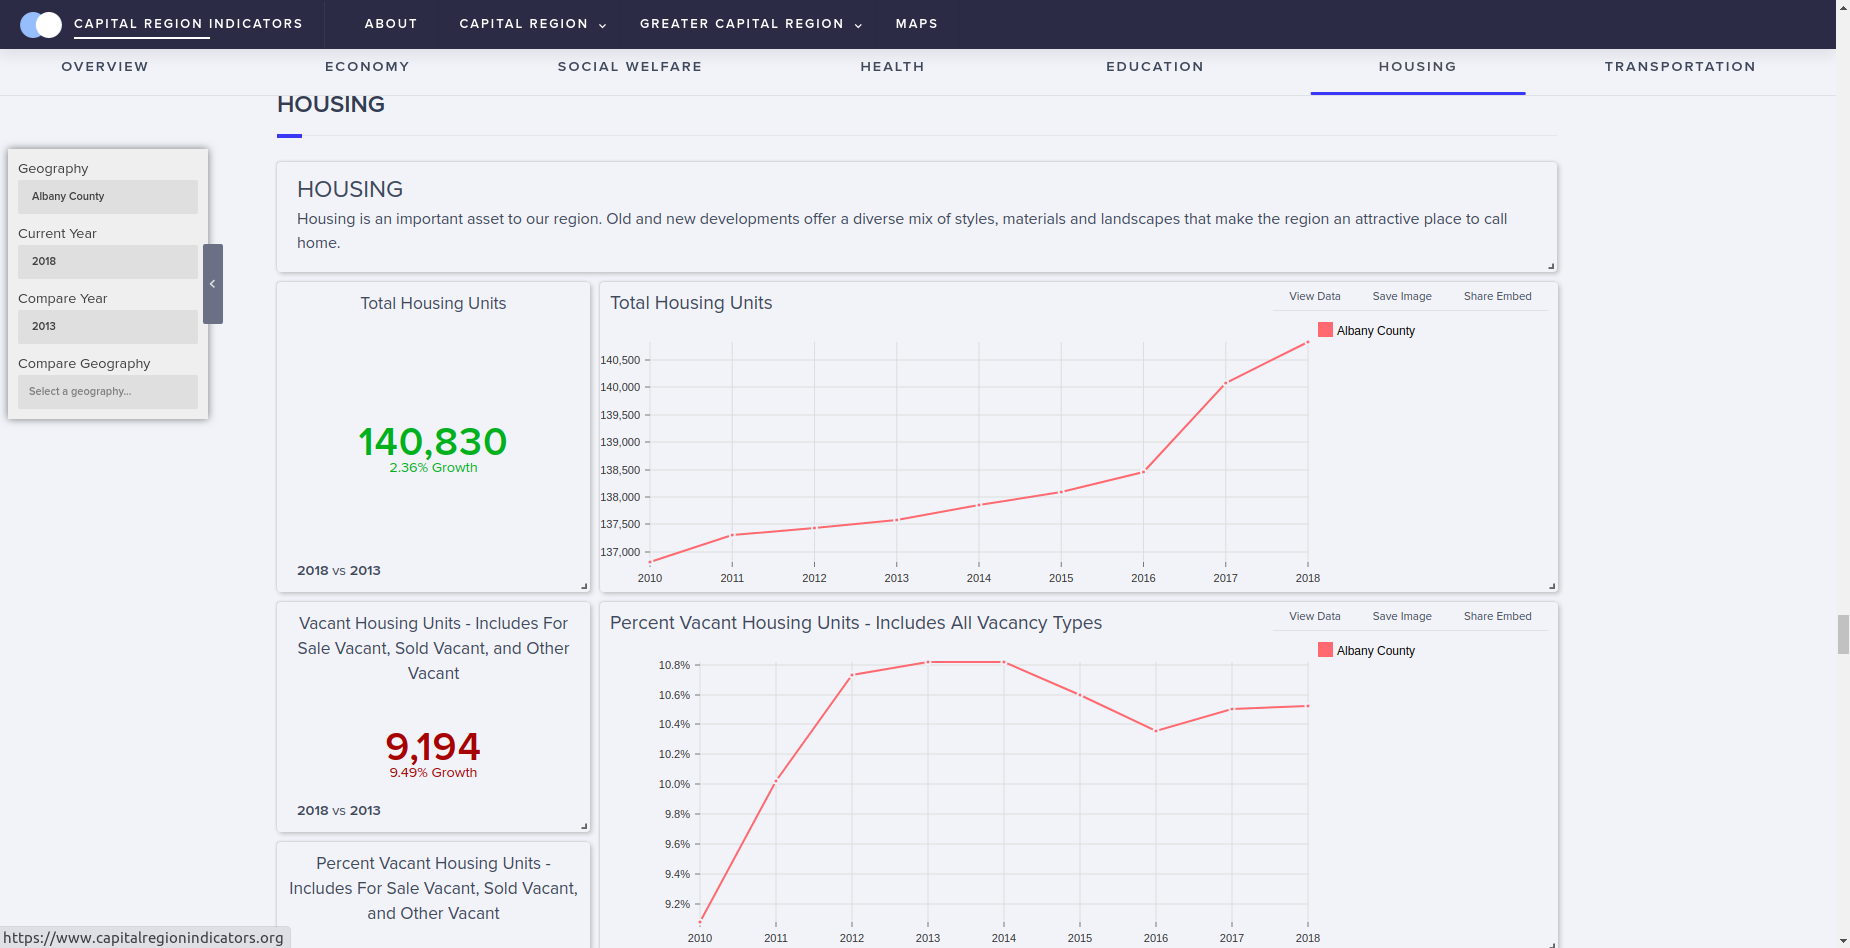 CAPITAL REGION INDICATORS
ABOUT
CAPITAL REGION
GREATER CAPITAL REGION
MAPS
OVERVIEW
ECONOMY
SOCIAL WELFARE
HEALTH
EDUCATION
HOUSING
TRANSPORTATION
HOUSING
Geography
Albany County
Current Year
2018
Compare Year
2013
Compare Geography
Select a geography...
HOUSING
Housing is an important asset to our region. Old and new developments offer a diverse mix of styles, materials and landscapes that make the region an attractive place to call
home.
Total Housing Units
140,830
2.36% Growth
2018 vs 2013
Total Housing Units
View Data
Save Image
Share Embed
Albany County
140,500
140,000
139,500
139,000
138,500
138,000
137,500
137,000
2010
2011
2012
2013
2014
2015
2016
2017
2018
Vacant Housing Units - Includes For
Sale Vacant, Sold Vacant, and Other
Vacant
9,194
9.49% Growth
2018 vs 2013
Percent Vacant Housing Units - Includes All Vacancy Types
View Data
Save Image
Share Embed
Albany County
10.8%
10.6%
10.4%
10.2%
10.0%
9.8%
9.6%
9.4%
9.2%
2010
2011
2012
2013
2014
2015
2016
2017
2018
Percent Vacant Housing Units -
Includes For Sale Vacant, Sold Vacant,
and Other Vacant
https://www.capitalregionindicators.org